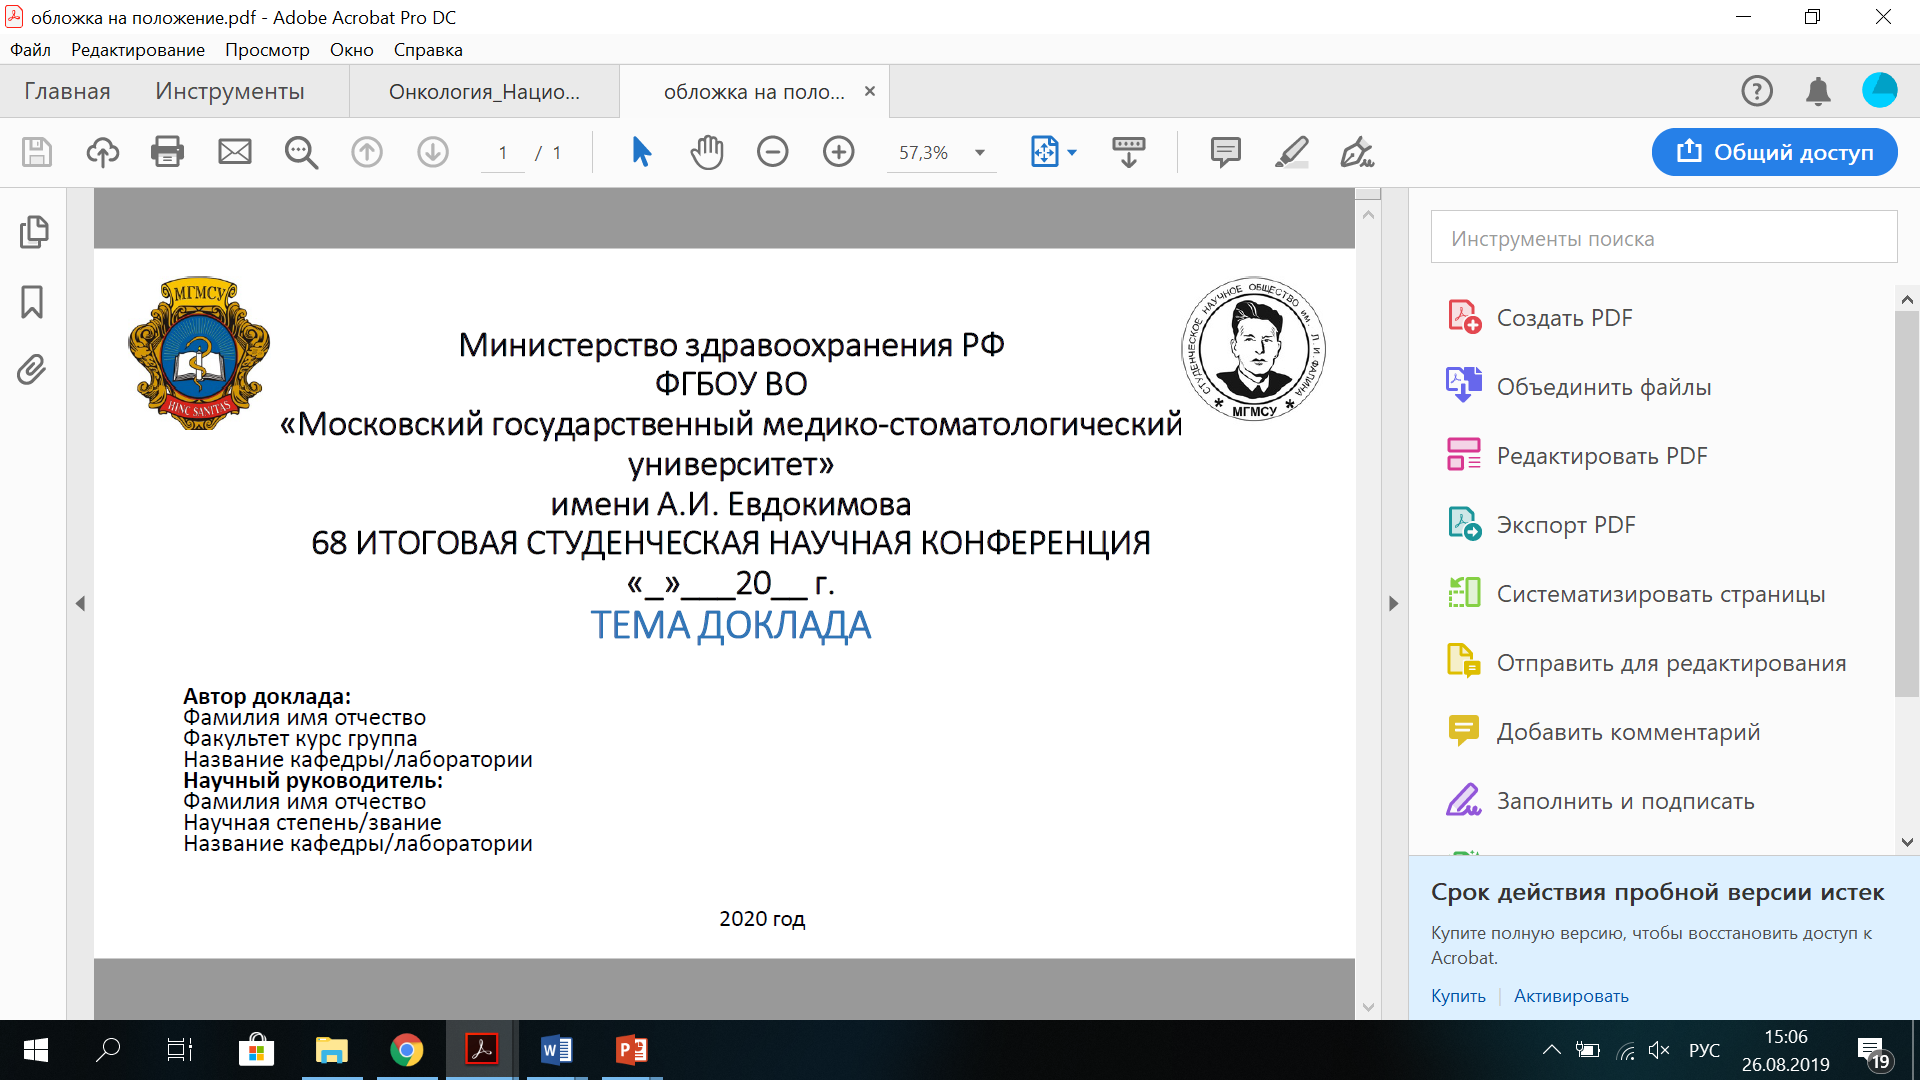 обложка на положение.pdf - Adobe Acrobat Pro DC
Файл Редактирование Просмотр Окно Справка
Главная Инструменты Онкология_Нацио... обложка на поло... ×
1 / 1 57,3% Общий доступ
Инструменты поиска
МГМСУ
HINC SANITAS
СТУДЕНЧЕСКОЕ НАУЧНОЕ ОБЩЕСТВО им. Л.И.ФАЛИНА
* МГМСУ *
Министерство здравоохранения РФ
ФГБОУ ВО
«Московский государственный медико-стоматологический
университет»
имени А.И. Евдокимова
68 ИТОГОВАЯ СТУДЕНЧЕСКАЯ НАУЧНАЯ КОНФЕРЕНЦИЯ
«_»___20__ г.
ТЕМА ДОКЛАДА
Автор доклада:
Фамилия имя отчество
Факультет курс группа
Название кафедры/лаборатории
Научный руководитель:
Фамилия имя отчество
Научная степень/звание
Название кафедры/лаборатории
2020 год
Создать PDF
Объединить файлы
Редактировать PDF
Экспорт PDF
Систематизировать страницы
Отправить для редактирования
Добавить комментарий
Заполнить и подписать
Срок действия пробной версии истек
Купите полную версию, чтобы восстановить доступ к
Acrobat.
Купить | Активировать
РУС
15:06
26.08.2019
19